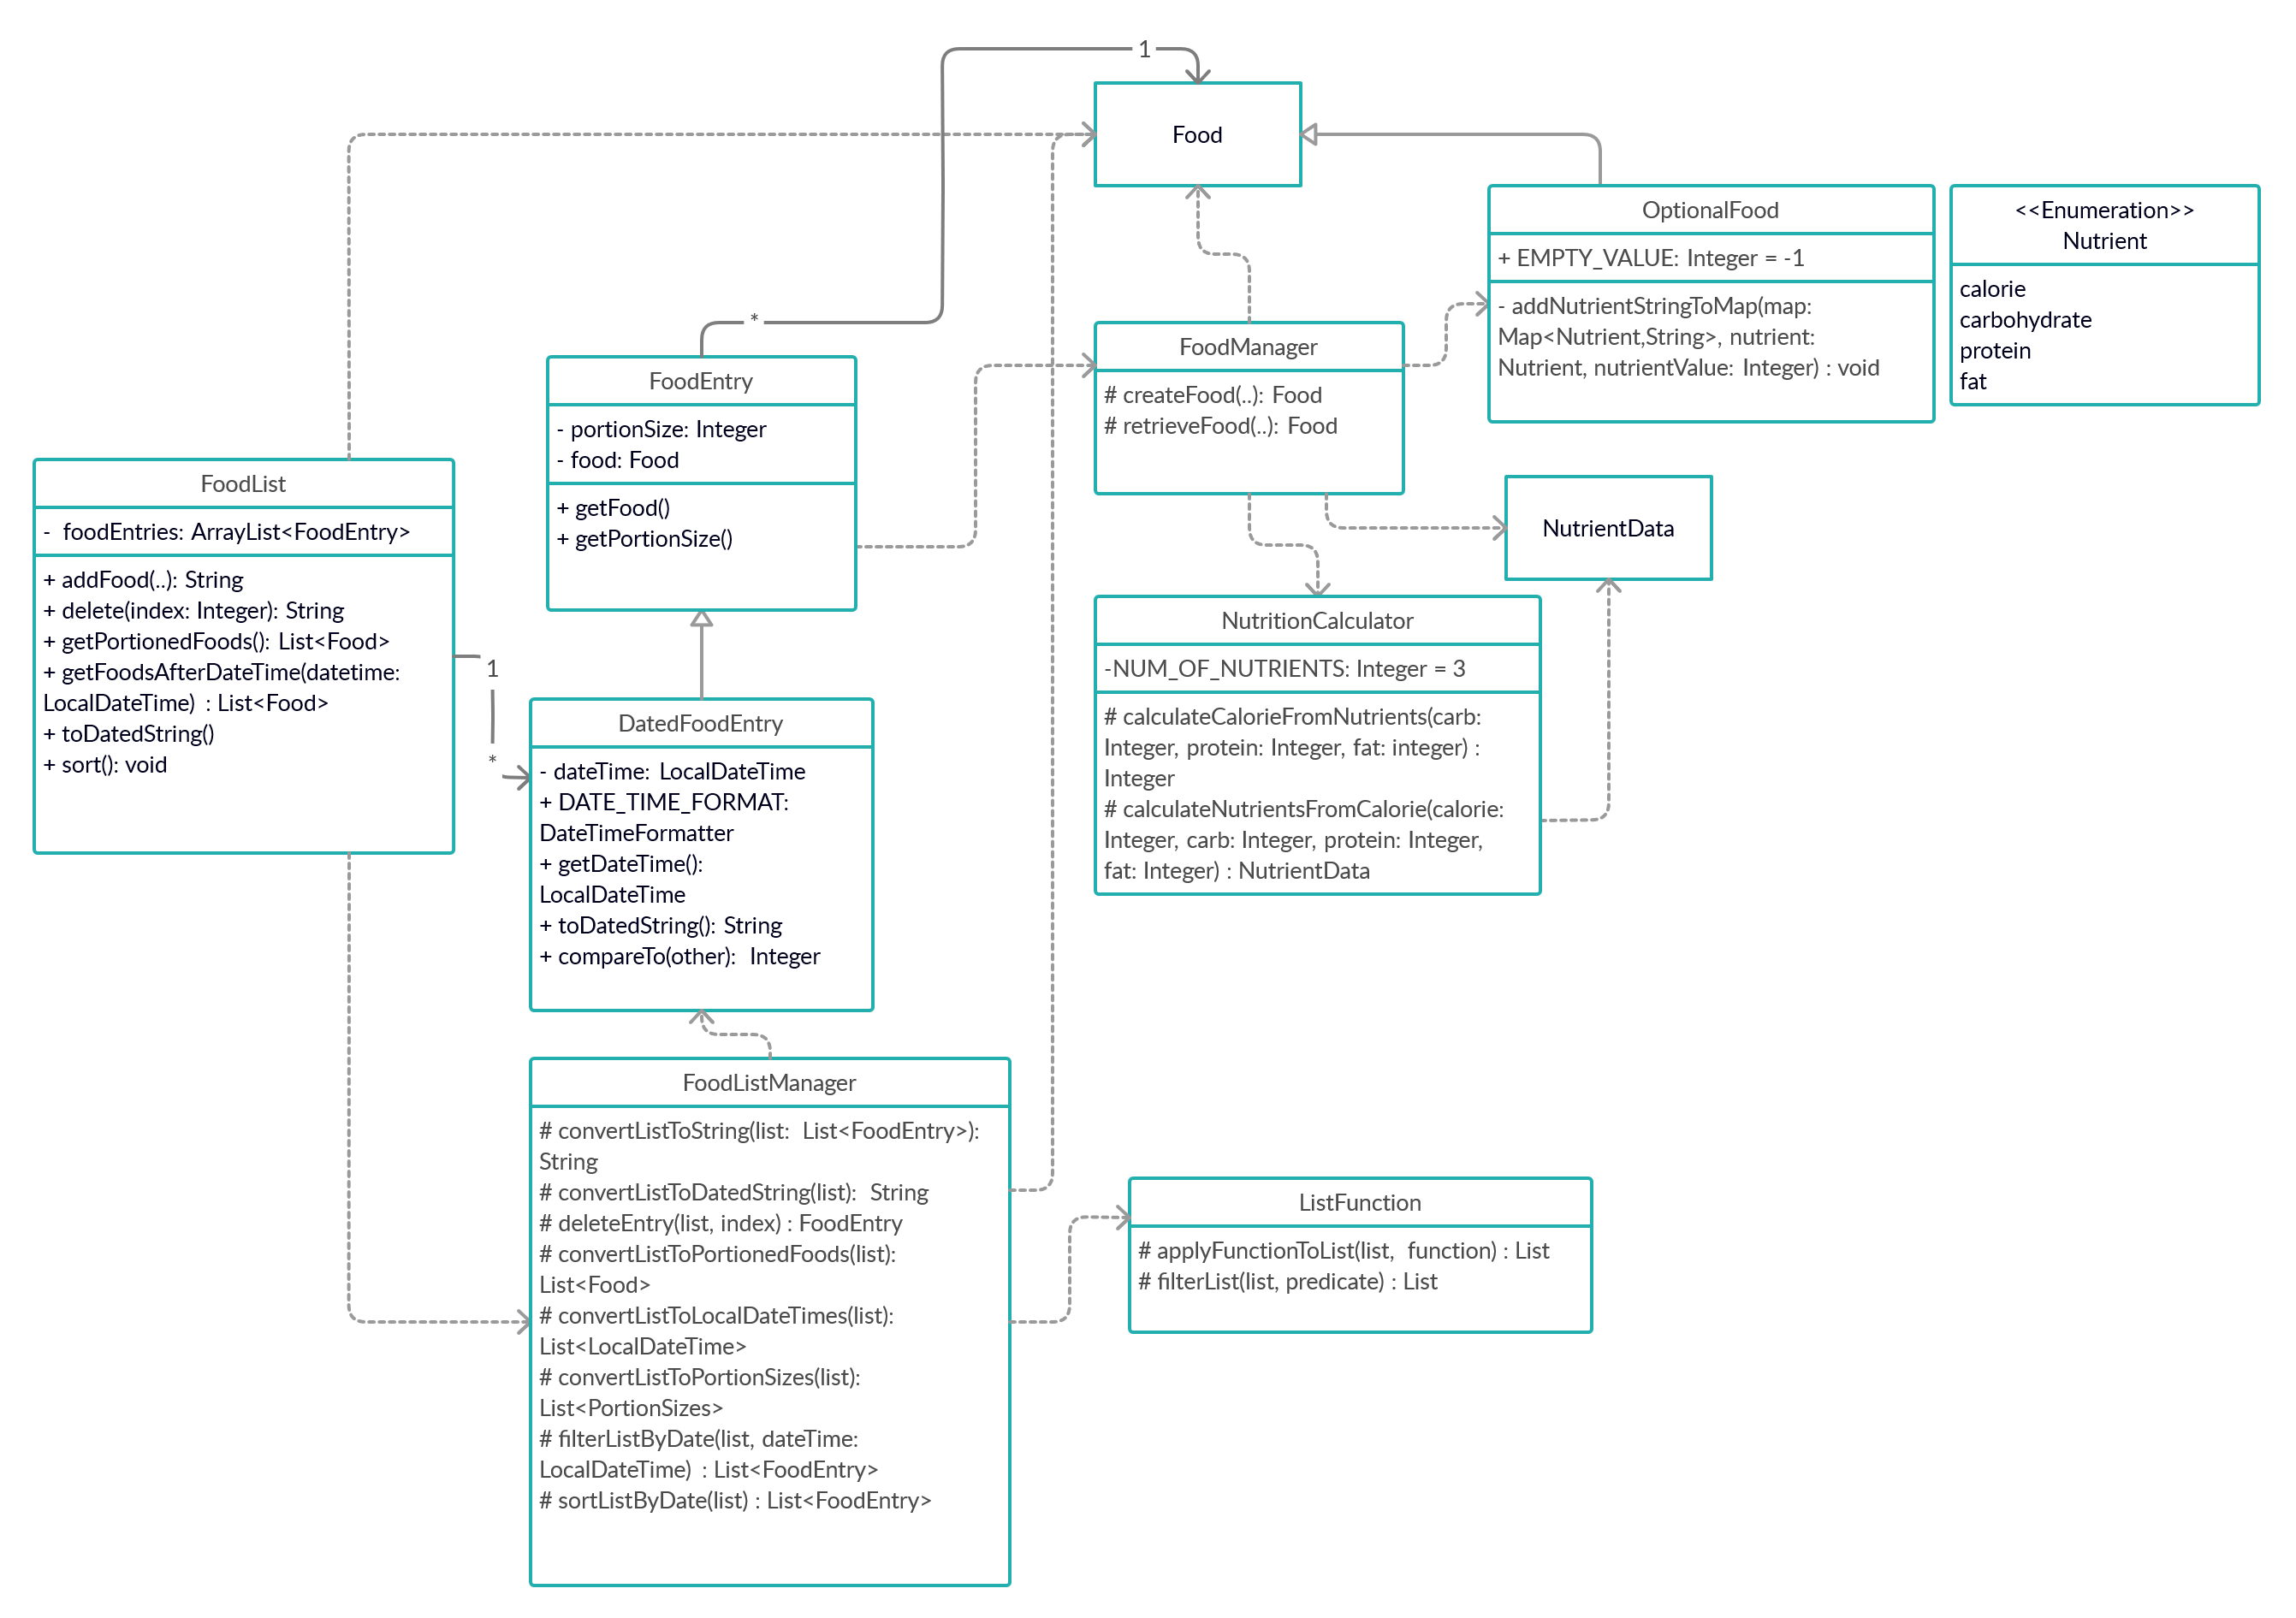 1
Food
OptionalFood
+ EMPTY_VALUE: Integer = -1
- addNutrientStringToMap(map:
Map<Nutrient,String>, nutrient:
Nutrient, nutrientValue: Integer) : void
<<Enumeration>>
Nutrient
calorie
carbohydrate
protein
fat
*
FoodEntry
- portionSize: Integer
- food: Food
+ getFood()
+ getPortionSize()
FoodManager
# createFood(..): Food
# retrieveFood(..): Food
FoodList
- foodEntries: ArrayList<FoodEntry>
+ addFood(..): String
+ delete(index: Integer): String
+ getPortionedFoods(): List<Food>
+ getFoodsAfterDateTime(datetime:
LocalDateTime) : List<Food>
+ toDatedString()
+ sort(): void
1
*
NutrientData
NutritionCalculator
-NUM_OF_NUTRIENTS: Integer = 3
# calculateCalorieFromNutrients(carb:
Integer, protein: Integer, fat: integer) :
Integer
# calculateNutrientsFromCalorie(calorie:
Integer, carb: Integer, protein: Integer,
fat: Integer) : NutrientData
DatedFoodEntry
- dateTime: LocalDateTime
+ DATE_TIME_FORMAT:
DateTimeFormatter
+ getDateTime():
LocalDateTime
+ toDatedString(): String
+ compareTo(other): Integer
FoodListManager
# convertListToString(list: List<FoodEntry>):
String
# convertListToDatedString(list): String
# deleteEntry(list, index) : FoodEntry
# convertListToPortionedFoods(list):
List<Food>
# convertListToLocalDateTimes(list):
List<LocalDateTime>
# convertListToPortionSizes(list):
List<PortionSizes>
# filterListByDate(list, dateTime:
LocalDateTime) : List<FoodEntry>
# sortListByDate(list) : List<FoodEntry>
ListFunction
# applyFunctionToList(list, function) : List
# filterList(list, predicate) : List